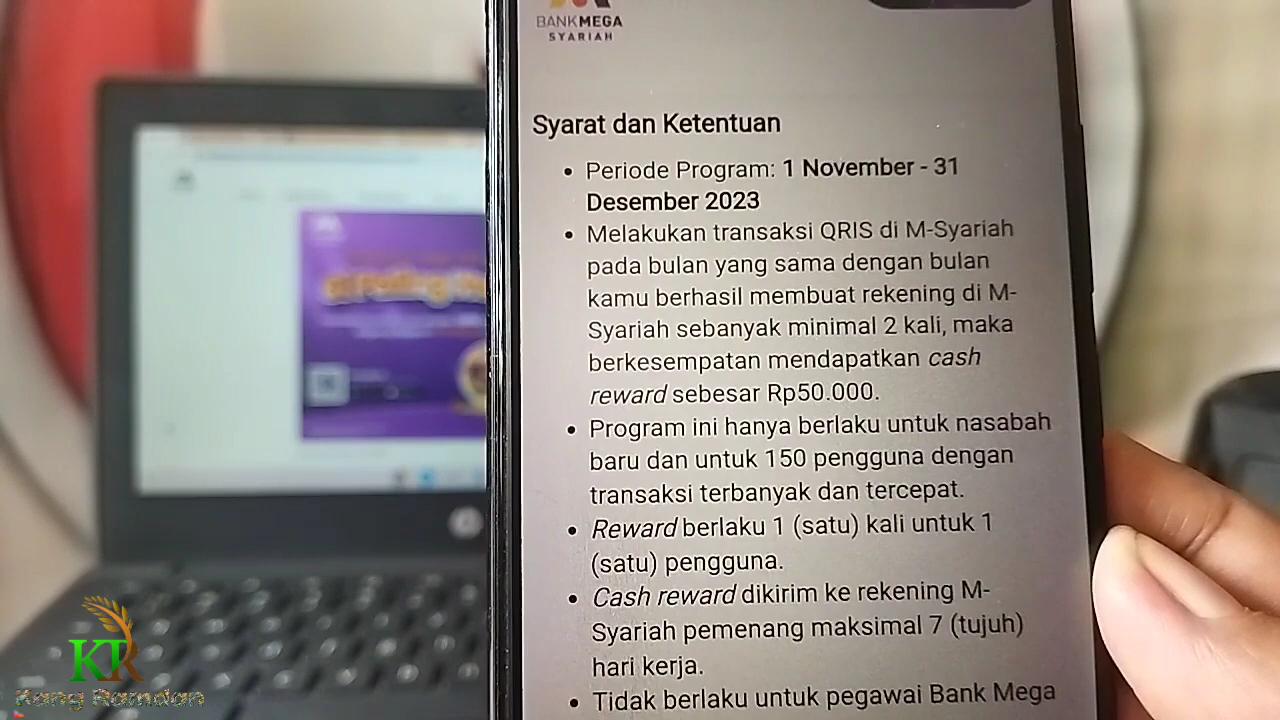 BANKMEGA
SYARIAH
Syarat dan Ketentuan
• Periode Program: 1 November - 31
Desember 2023
• Melakukan transaksi QRIS di M-Syariah
pada bulan yang sama dengan bulan
kamu berhasil membuat rekening di M-
Syariah sebanyak minimal 2 kali, maka
berkesempatan mendapatkan cash
reward sebesar Rp50.000.
• Program ini hanya berlaku untuk nasabah
baru dan untuk 150 pengguna dengan
transaksi terbanyak dan tercepat.
• Reward berlaku 1 (satu) kali untuk 1
(satu) pengguna.
• Cash reward dikirim ke rekening M-
Syariah pemenang maksimal 7 (tujuh)
hari kerja.
• Tidak berlaku untuk pegawai Bank Mega
KR
Kang Ramdan